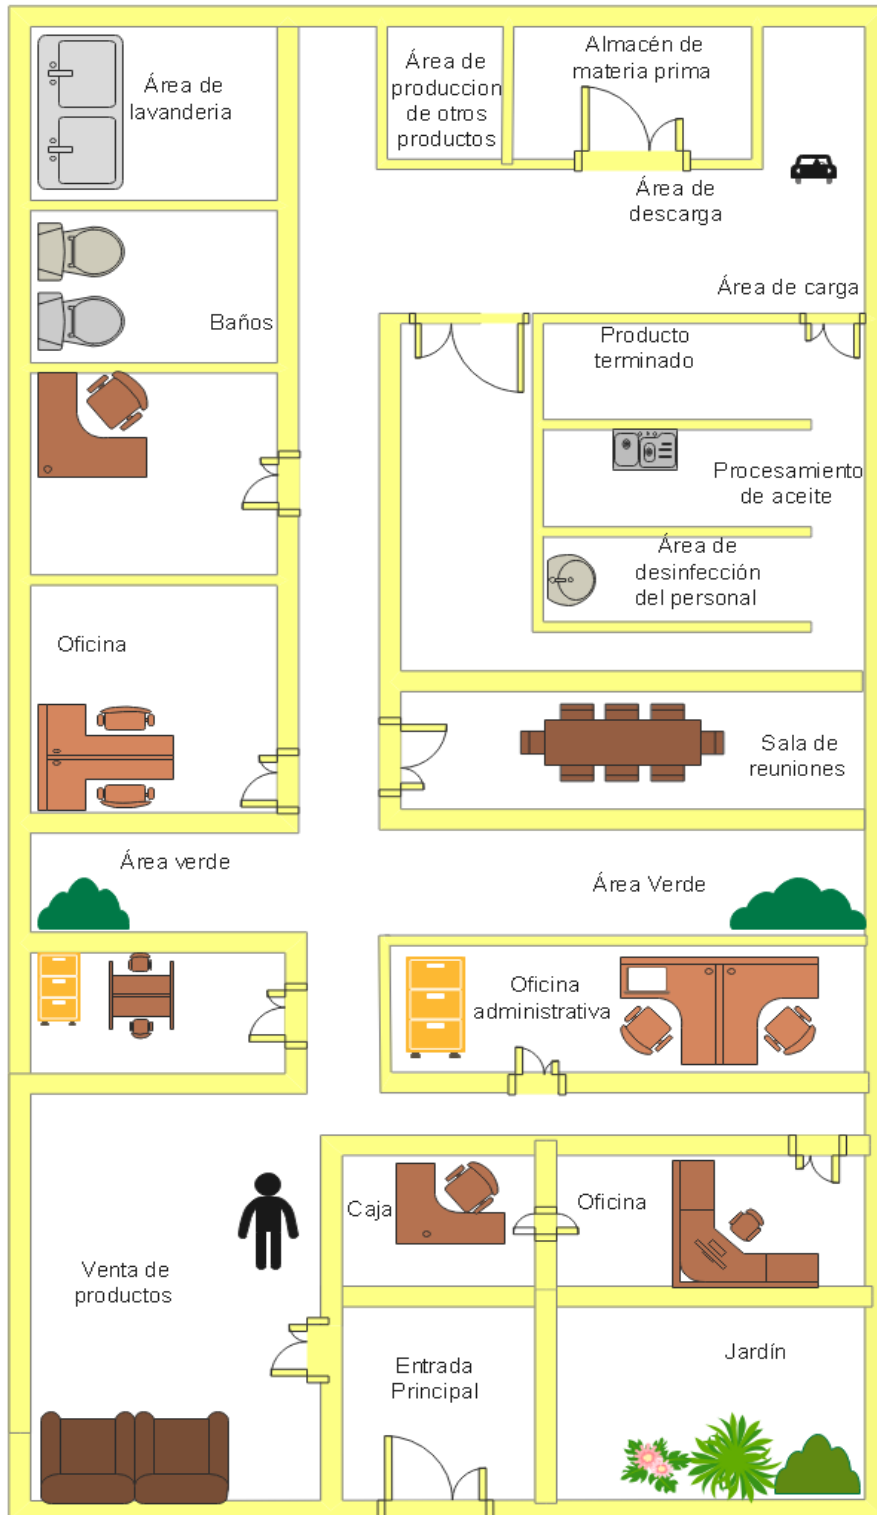 Área de
lavanderia
Área de
produccion
de otros
productos
Almacén de
materia prima
Área de
descarga
Área de carga
Baños
Producto
terminado
Procesamiento
de aceite
Área de
desinfección
del personal
Oficina
Sala de
reuniones
Área verde
Área Verde
Oficina
administrativa
Caja
Oficina
Venta de
productos
Entrada
Principal
Jardín